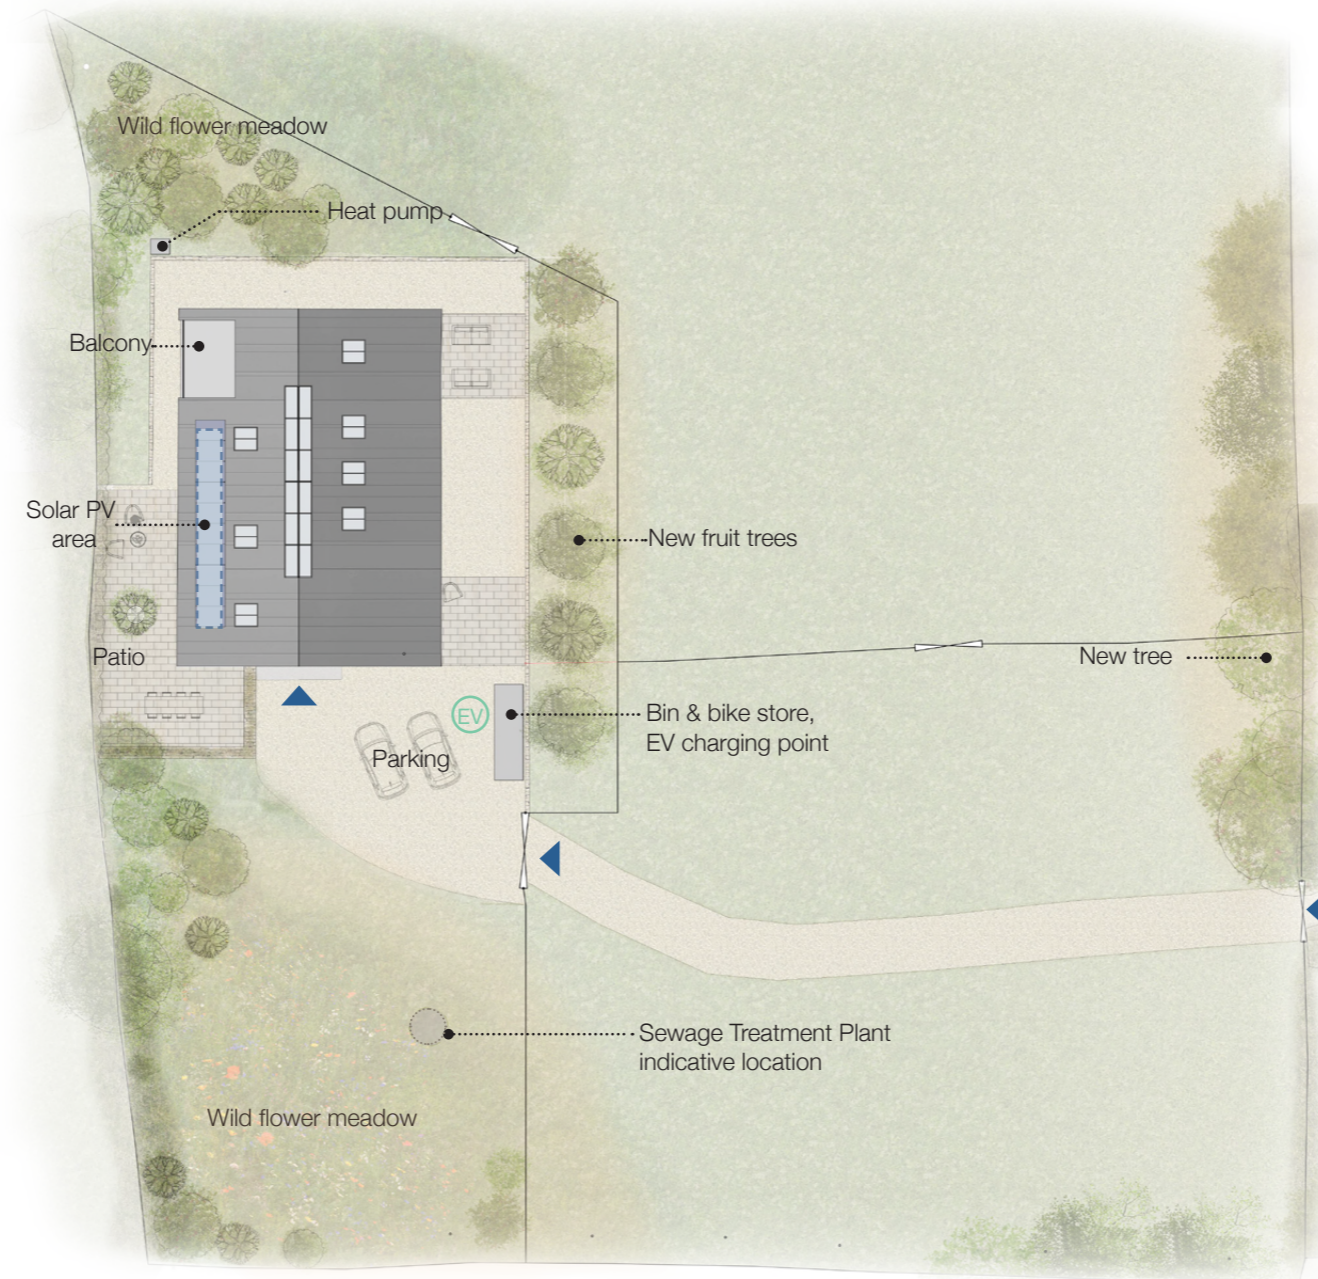 Wild flower meadow
Heat pump
Balcony
Solar PV
area
New fruit trees
Patio
New tree
Bin & bike store,
EV charging point
EV
Parking
Sewage Treatment Plant
indicative location
Wild flower meadow